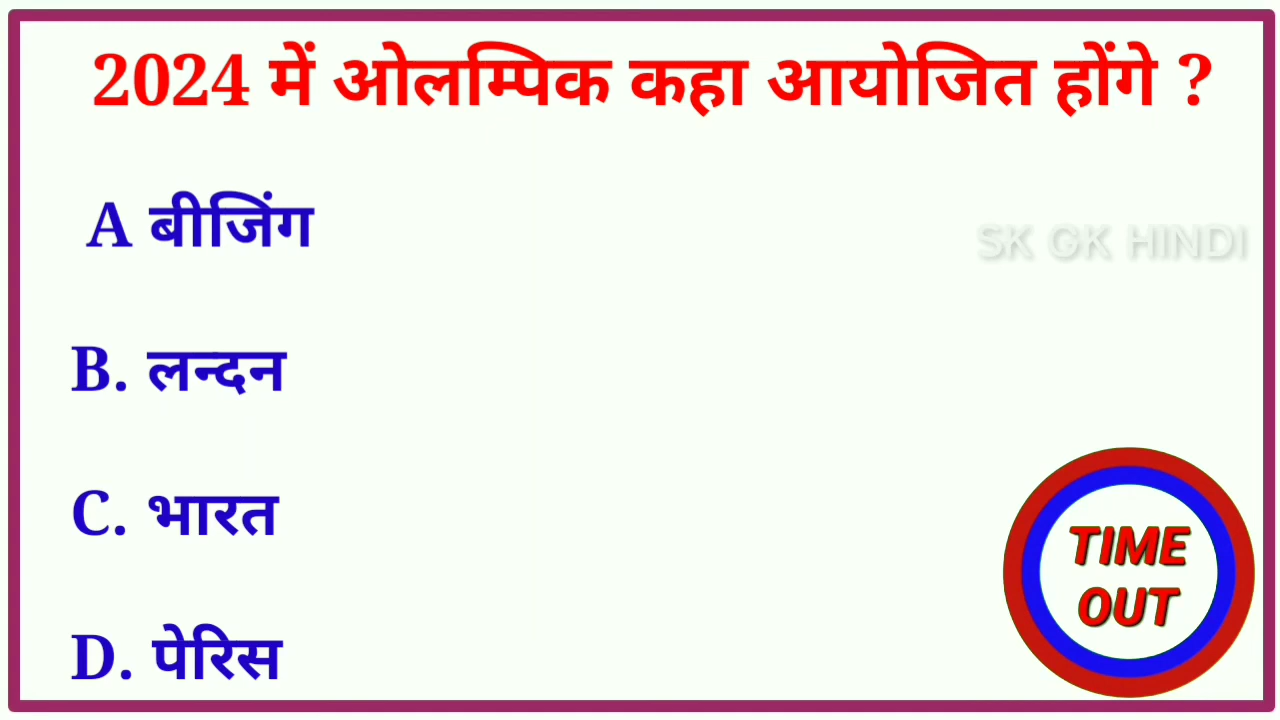 2024 में ओलम्पिक कहा आयोजित होंगे ?
A बीजिंग
SK GK HINDI
B. लन्दन
C. भारत
TIME
OUT
D. पेरिस